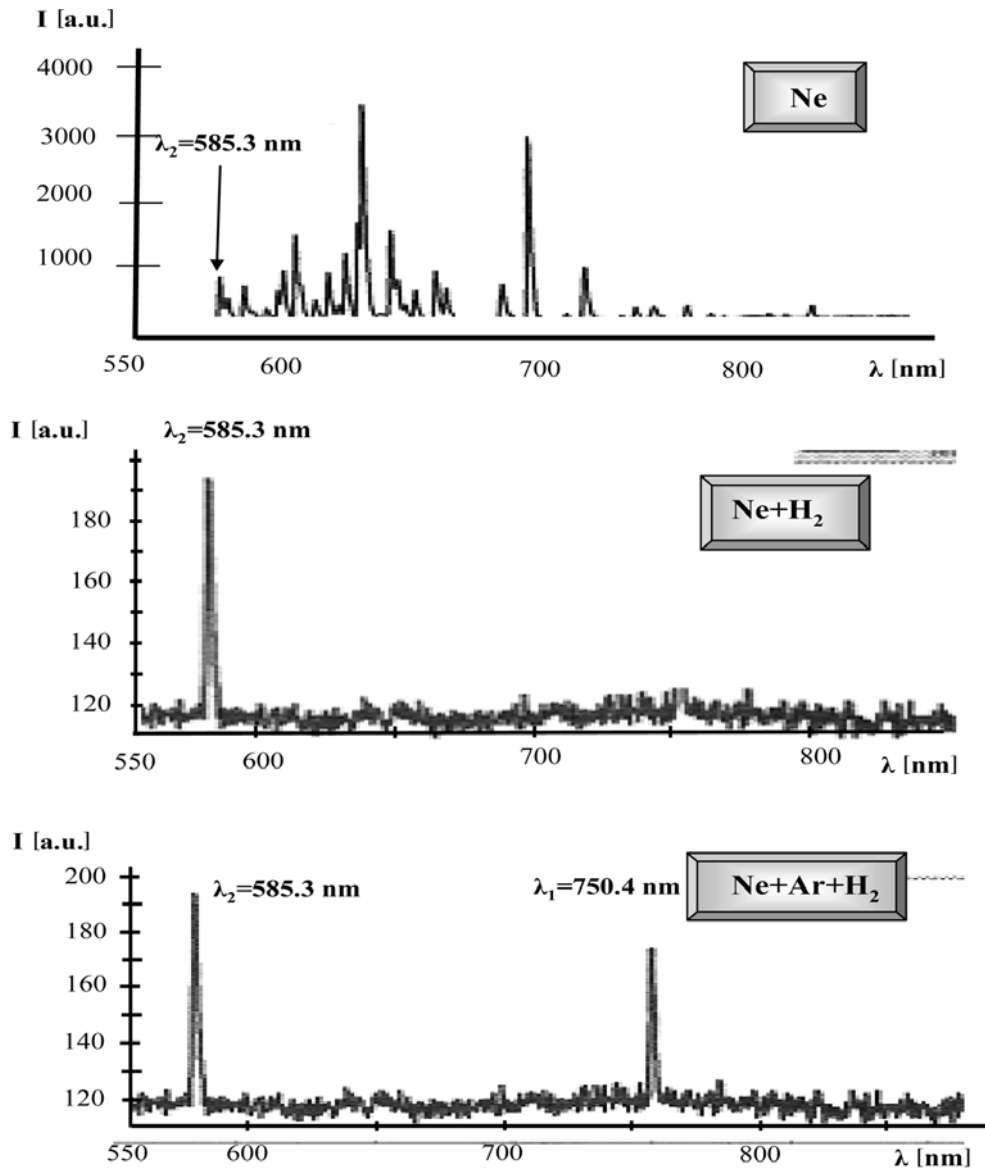 I [a.u.]
4000
Ne
3000
λ₂=585.3 nm
2000
1000
550 600 700 800
λ [nm]
I [a.u.] λ₂=585.3 nm
Ne+H₂
180
160
140
120
550 600 700 800
λ [nm]
I [a.u.]
200
λ₂=585.3 nm λ₁=750.4 nm Ne+Ar+H₂
180
160
140
120
550 600 700 800 λ [nm]